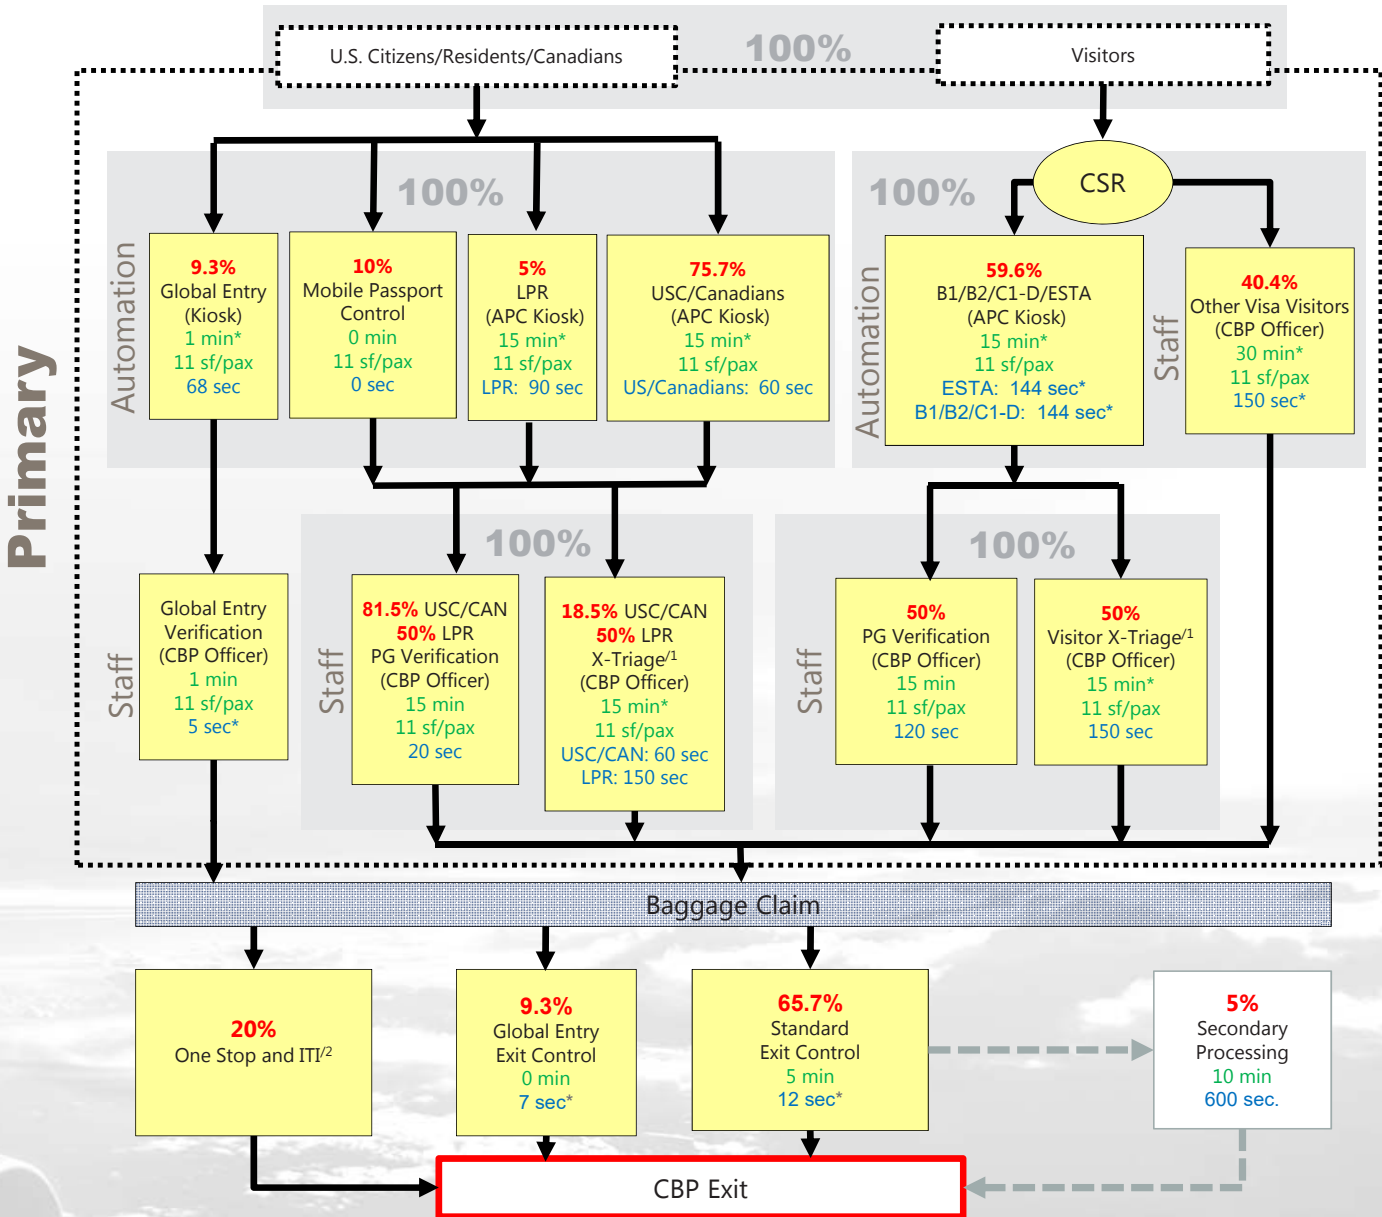 U.S. Citizens/Residents/Canadians
100%
Visitors
Primary
Automation
100%
9.3%
Global Entry
(Kiosk)
1 min*
11 sf/pax
68 sec
10%
Mobile Passport
Control
0 min
11 sf/pax
0 sec
5%
LPR
(APC Kiosk)
15 min*
11 sf/pax
LPR: 90 sec
75.7%
USC/Canadians
(APC Kiosk)
15 min*
11 sf/pax
US/Canadians: 60 sec
CSR
100%
Automation
59.6%
B1/B2/C1-D/ESTA
(APC Kiosk)
15 min*
11 sf/pax
ESTA: 144 sec*
B1/B2/C1-D: 144 sec*
Staff
40.4%
Other Visa Visitors
(CBP Officer)
30 min*
11 sf/pax
150 sec*
Staff
Global Entry
Verification
(CBP Officer)
1 min
11 sf/pax
5 sec*
Staff
100%
81.5% USC/CAN
50% LPR
PG Verification
(CBP Officer)
15 min
11 sf/pax
20 sec
18.5% USC/CAN
50% LPR
X-Triage/1
(CBP Officer)
15 min*
11 sf/pax
USC/CAN: 60 sec
LPR: 150 sec
Staff
100%
50%
PG Verification
(CBP Officer)
15 min
11 sf/pax
120 sec
50%
Visitor X-Triage/1
(CBP Officer)
15 min*
11 sf/pax
150 sec
Baggage Claim
20%
One Stop and ITI/2
9.3%
Global Entry
Exit Control
0 min
7 sec*
65.7%
Standard
Exit Control
5 min
12 sec*
5%
Secondary
Processing
10 min
600 sec.
CBP Exit